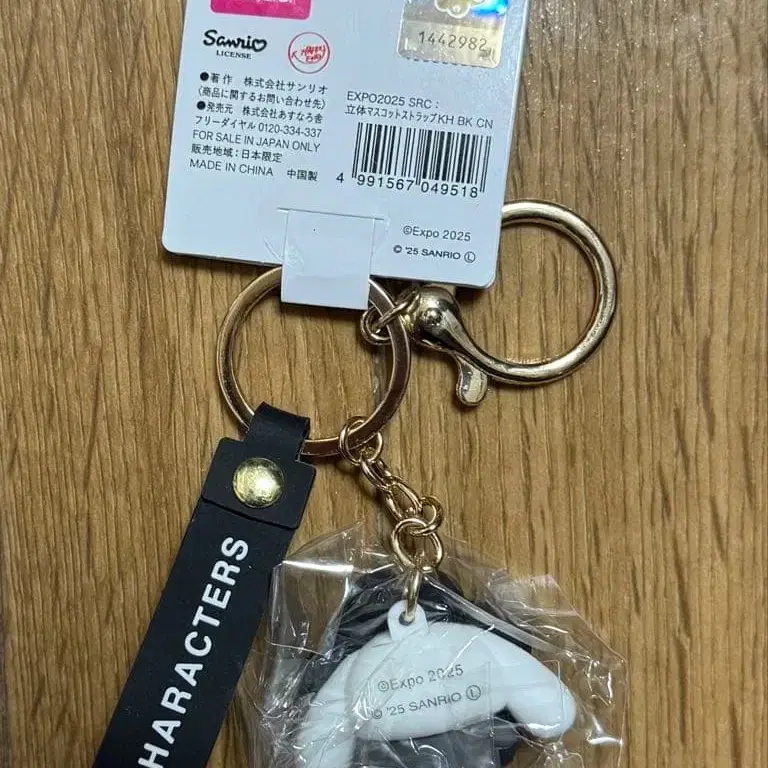 Sanrio
LICENSE
HAPPY
1442982
●著作 株式会社サンリオ
(商品に関するお問い合わせ先)
●発売元 株式会社あすなろ舎
フリーダイヤル 0120-334-337
FOR SALE IN JAPAN ONLY
販売地域:日本限定
MADE IN CHINA 中国製
EXPO2025 SRC:
立体マスコットストラップKH BK CN
4 991567 049518
©Expo 2025
© '25 SANRIO Ⓛ
HARACTERS
©Expo 2025
© '25 SANRIO Ⓛ